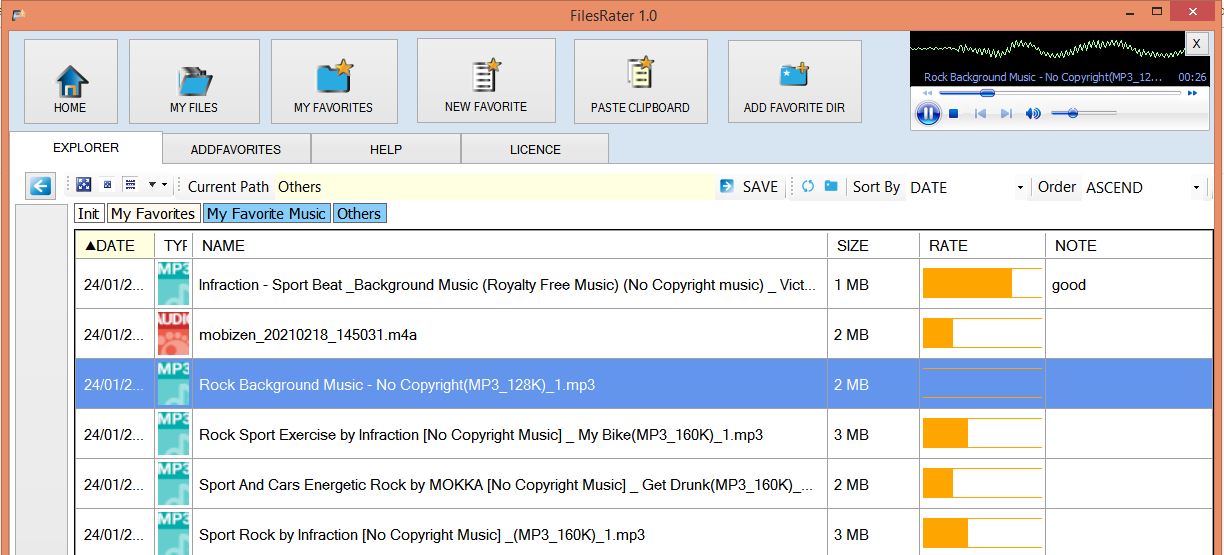 FilesRater 1.0
HOME
MY FILES
MY FAVORITES
NEW FAVORITE
PASTE CLIPBOARD
ADD FAVORITE DIR
X
Rock Background Music - No Copyright(MP3_12... 00:26
EXPLORER ADDFAVORITES HELP LICENCE
Current Path Others SAVE Sort By DATE Order ASCEND
Init My Favorites My Favorite Music Others
▲DATE TYP NAME SIZE RATE NOTE
24/01/2... MP3 Infraction - Sport Beat _Background Music (Royalty Free Music) (No Copyright music) _ Vict... 1 MB good
24/01/2... AUDIO mobizen_20210218_145031.m4a 2 MB
24/01/2... MP3 Rock Background Music - No Copyright(MP3_128K)_1.mp3 2 MB
24/01/2... MP3 Rock Sport Exercise by Infraction [No Copyright Music] _ My Bike(MP3_160K)_1.mp3 3 MB
24/01/2... MP3 Sport And Cars Energetic Rock by MOKKA [No Copyright Music] _ Get Drunk(MP3_160K)_... 2 MB
24/01/2... MP3 Sport Rock by Infraction [No Copyright Music] _(MP3_160K)_1.mp3 3 MB